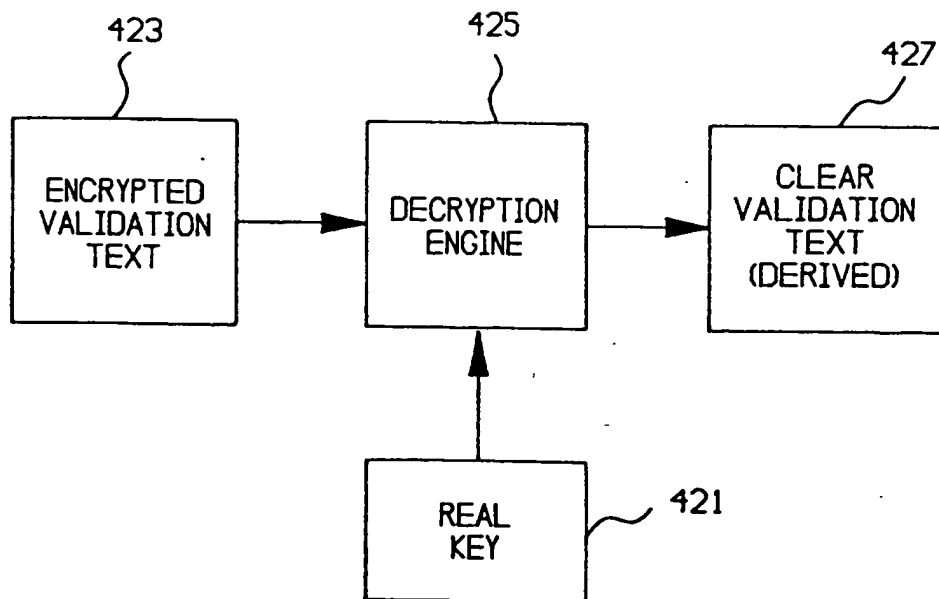 423
425
427
ENCRYPTED
VALIDATION
TEXT
DECRYPTION
ENGINE
CLEAR
VALIDATION
TEXT
(DERIVED)
REAL
KEY
421